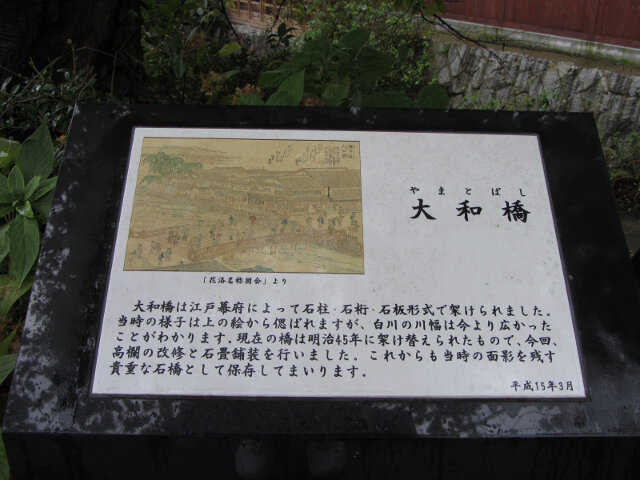 やまとばし
大和橋
「花洛名称図会」より
大和橋は江戸幕府によって石柱・石桁・石板形式で架けられました。
当時の様子は上の絵から偲ばれますが、白川の川幅は今より広かった
ことがわかります。現在の橋は明治45年に架け替えられたもので、今回、
高欄の改修と石畳舗装を行いました。これからも当時の面影を残す
貴重な石橋として保存してまいります。
平成15年3月